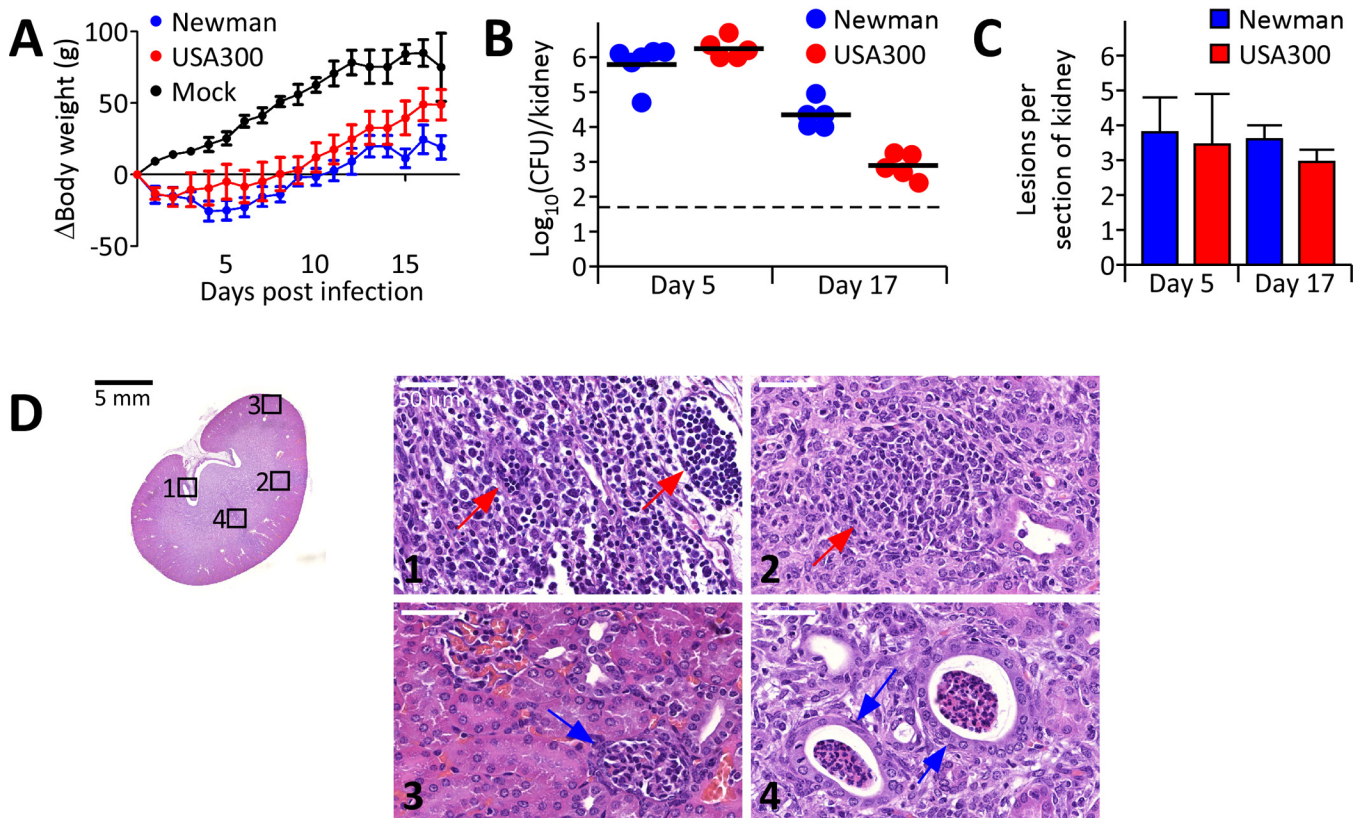 A
ΔBody weight (g)
100
50
0
-50
Newman
USA300
Mock
5
10
15
Days post infection
B
Log10(CFU)/kidney
6
5
4
3
2
1
0
Newman
USA300
Day 5
Day 17
C
Lesions per
section of kidney
6
5
4
3
2
1
0
Newman
USA300
Day 5
Day 17
D
5 mm
3
2
1
4
50 µm
1
2
3
4